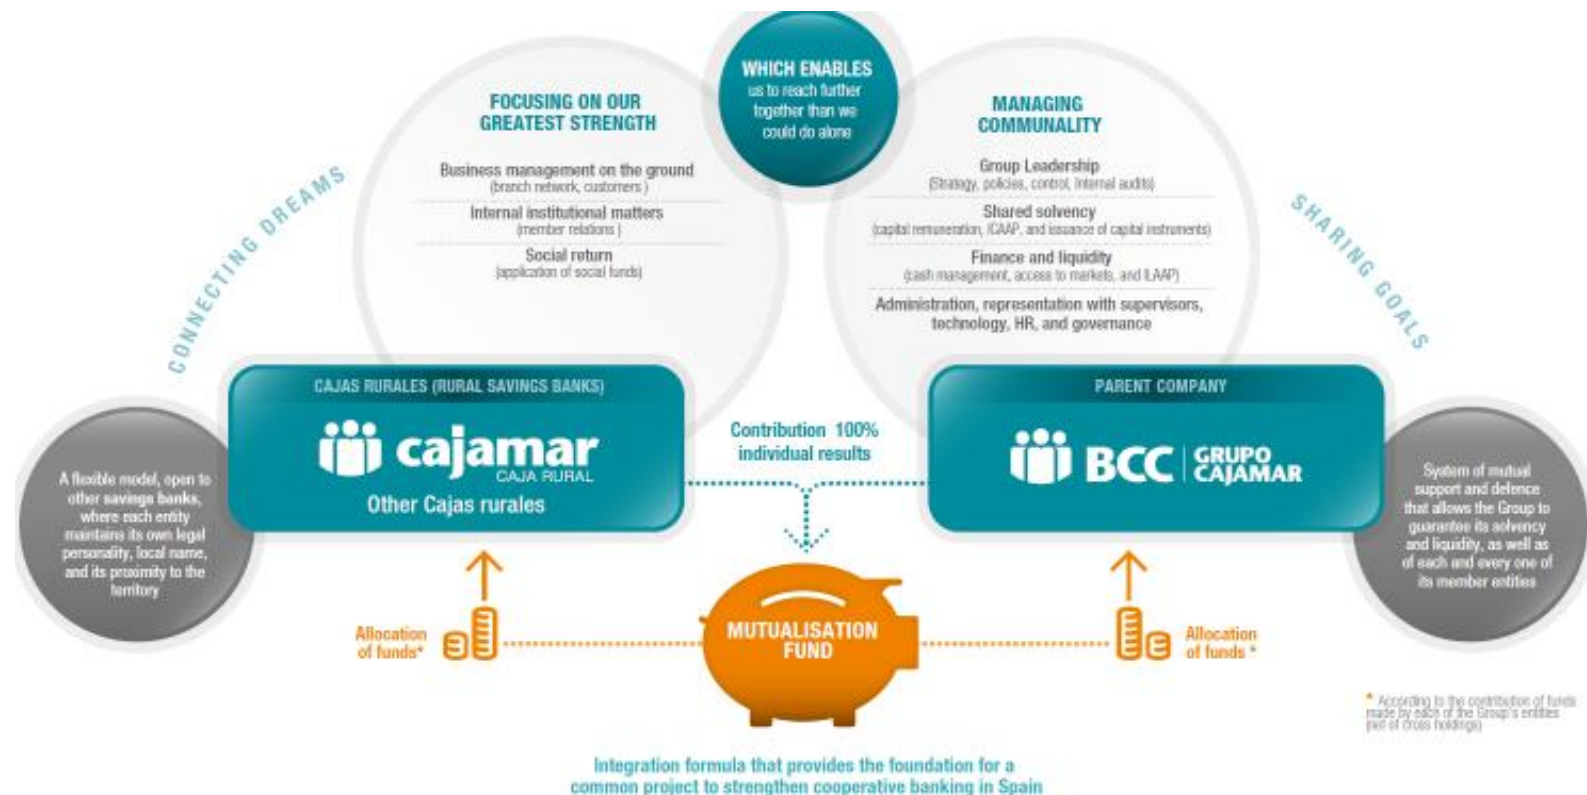 WHICH ENABLES
us to reach further
together than we
could do alone
FOCUSING ON OUR
GREATEST STRENGTH
Business management on the ground
(branch network, customers )
Internal institutional matters
(member relations )
Social return
(application of social funds)
MANAGING
COMMUNALITY
Group Leadership
(Strategy, policies, control, Internal audits)
Shared solvency
(capital remuneration, ICAAP, and issuance of capital instruments)
Finance and liquidity
(cash management, access to markets, and ILAAP)
Administration, representation with supervisors,
technology, HR, and governance
CONNECTING DREAMS
SHARING GOALS
CAJAS RURALES (RURAL SAVINGS BANKS)
cajamar
CAJA RURAL
Other Cajas rurales
PARENT COMPANY
BCC
GRUPO
CAJAMAR
Contribution 100%
individual results
A flexible model, open to
other savings banks,
where each entity
maintains its own legal
personality, local name,
and its proximity to the
territory
System of mutual
support and defence
that allows the Group to
guarantee its solvency
and liquidity, as well as
of each and every one of
its member entities
Allocation
of funds*
MUTUALISATION
FUND
Allocation
of funds *
* According to the contribution of funds
made by each of the Group's entities
(net of cross holdings)
Integration formula that provides the foundation for a
common project to strengthen cooperative banking in Spain